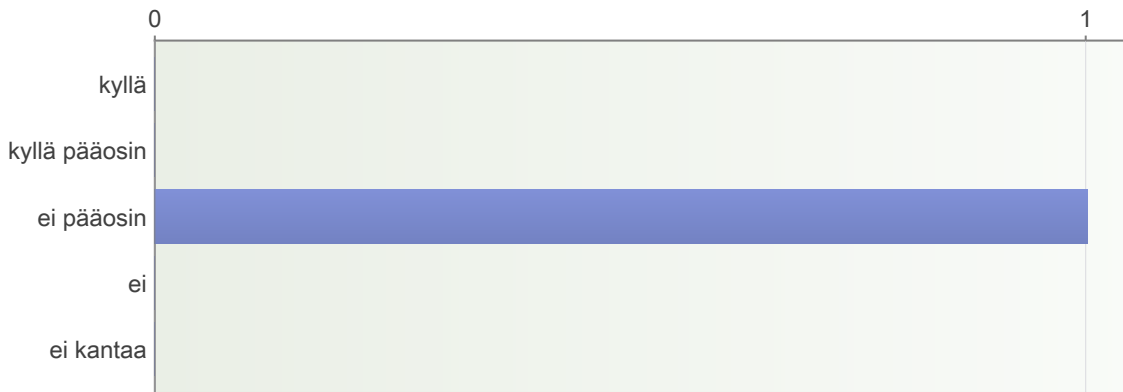 0 1
kyllä
kyllä pääosin
ei pääosin
ei
ei kantaa